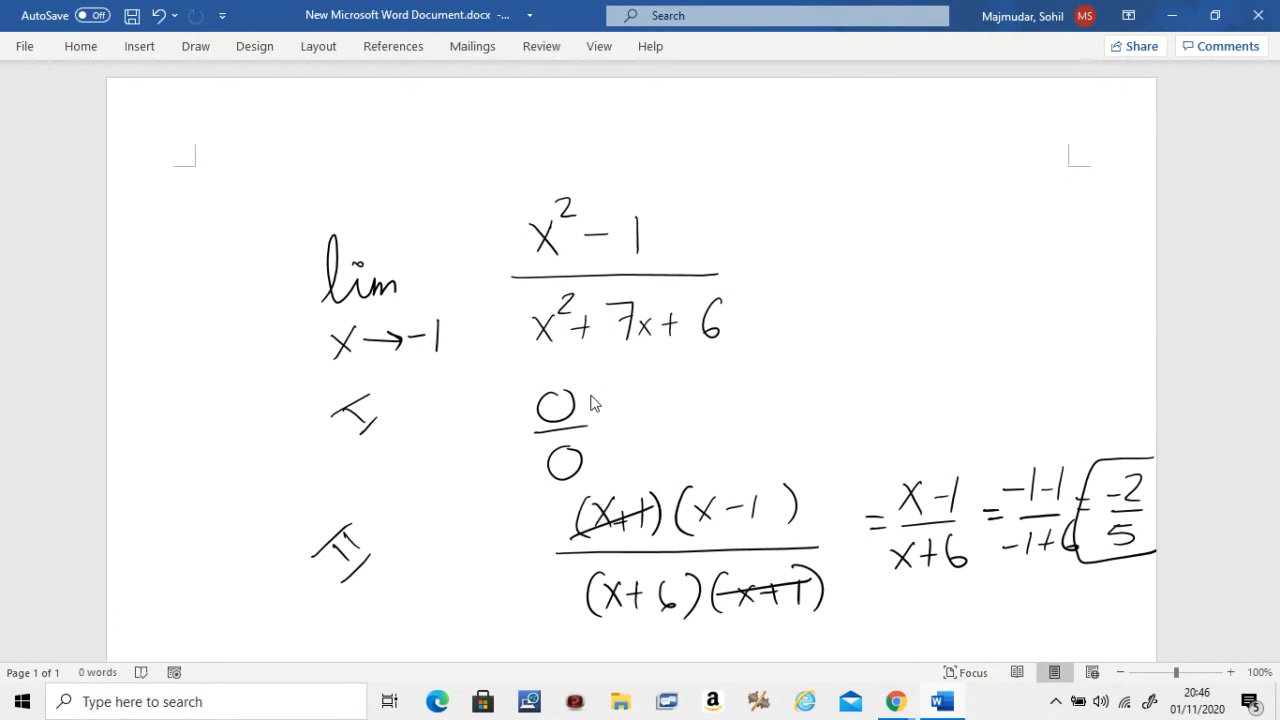 AutoSave Off New Microsoft Word Document.docx -... Search Majmudar, Sohil MS
File Home Insert Draw Design Layout References Mailings Review View Help Share Comments
lim x→-1 (x² - 1)/(x² + 7x + 6)
I 0/0
II (x+1)(x-1)/(x+6)(x+1) = (x-1)/(x+6) = (-1-1)/(-1+6) = -2/5
Page 1 of 1 0 words Focus 100%
Type here to search a W 20:46
01/11/2020 5